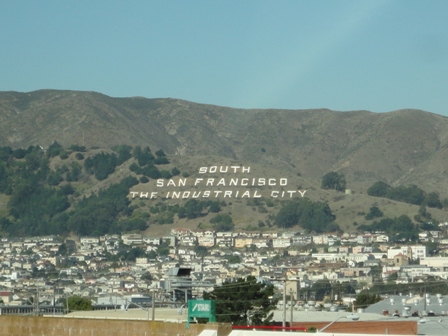 SOUTH
SAN FRANCISCO
THE INDUSTRIAL CITY